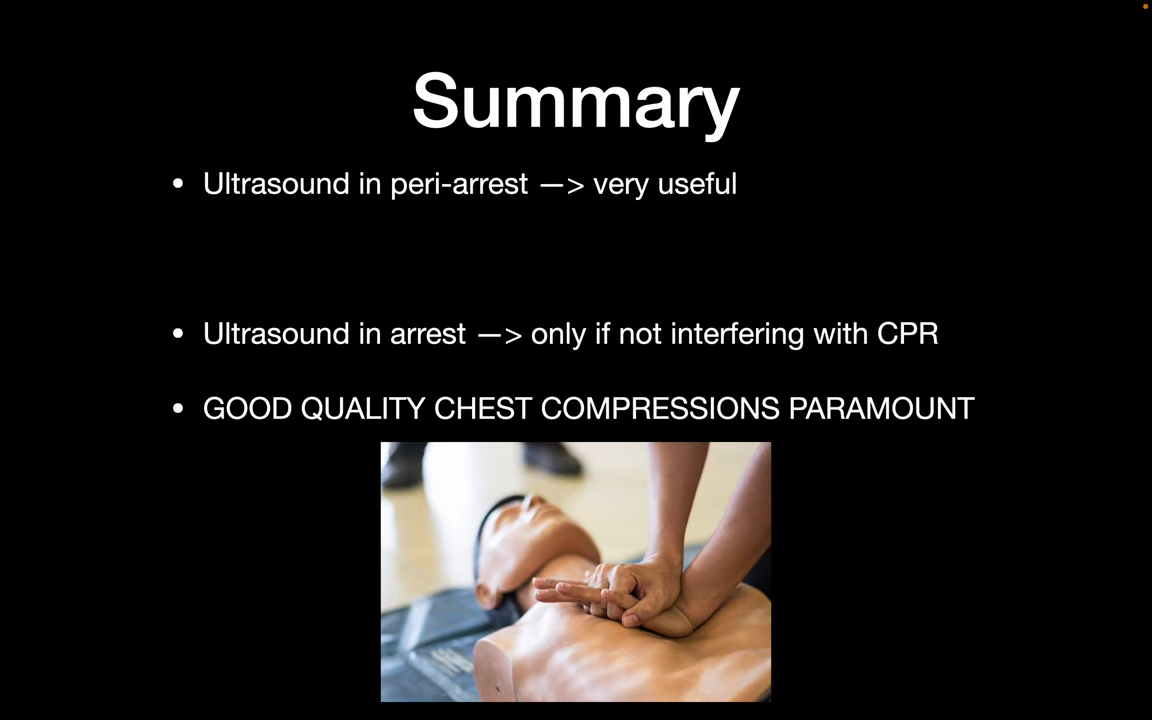 Summary
• Ultrasound in peri-arrest —> very useful
• Ultrasound in arrest —> only if not interfering with CPR
• GOOD QUALITY CHEST COMPRESSIONS PARAMOUNT